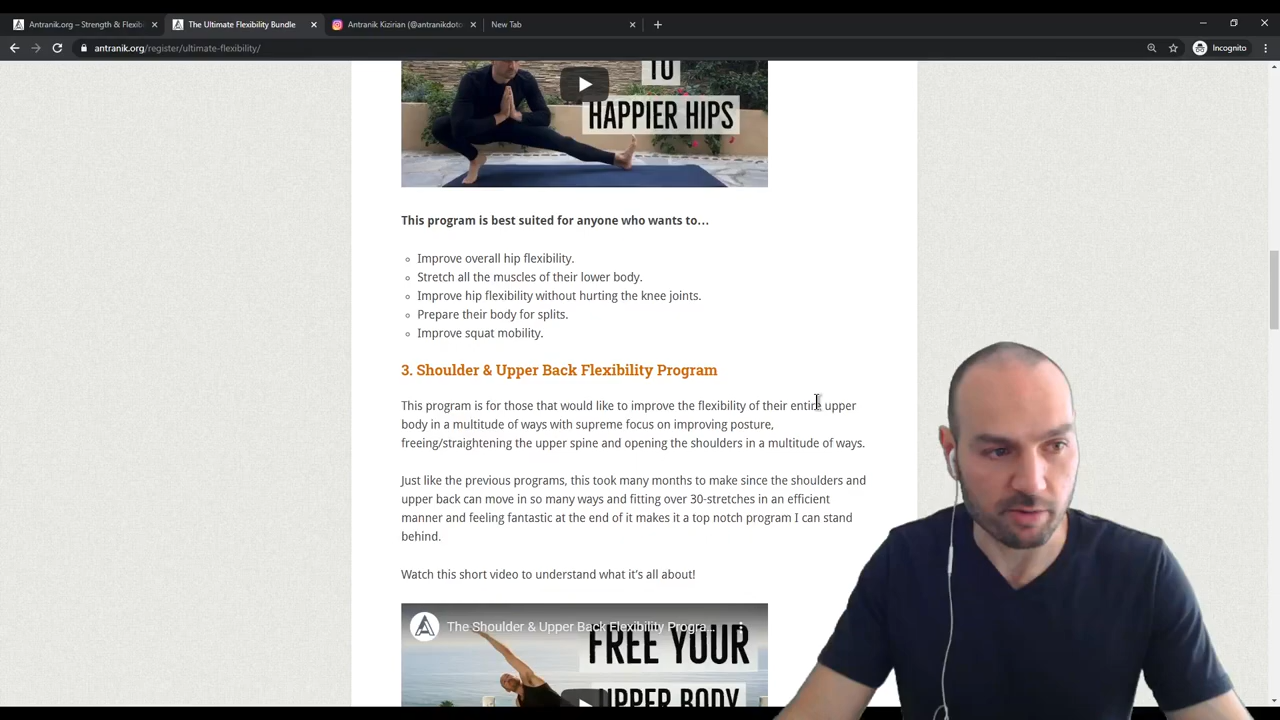 Antranik.org – Strength & Flexib
The Ultimate Flexibility Bundle
Antranik Kizirian (@antranikdoto
New Tab
antranik.org/register/ultimate-flexibility/
Incognito
TO
HAPPIER HIPS
This program is best suited for anyone who wants to…
Improve overall hip flexibility.
Stretch all the muscles of their lower body.
Improve hip flexibility without hurting the knee joints.
Prepare their body for splits.
Improve squat mobility.
3. Shoulder & Upper Back Flexibility Program
This program is for those that would like to improve the flexibility of their entire upper
body in a multitude of ways with supreme focus on improving posture,
freeing/straightening the upper spine and opening the shoulders in a multitude of ways.
Just like the previous programs, this took many months to make since the shoulders and
upper back can move in so many ways and fitting over 30-stretches in an efficient
manner and feeling fantastic at the end of it makes it a top notch program I can stand
behind.
Watch this short video to understand what it's all about!
The Shoulder & Upper Back Flexibility Progra...
FREE YOUR
UPPER BODY